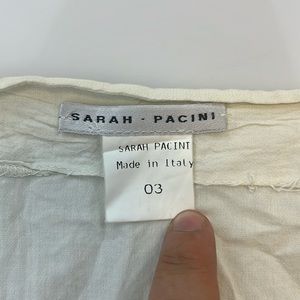 SARAH · PACINI
SARAH PACINI
Made in Italy
03